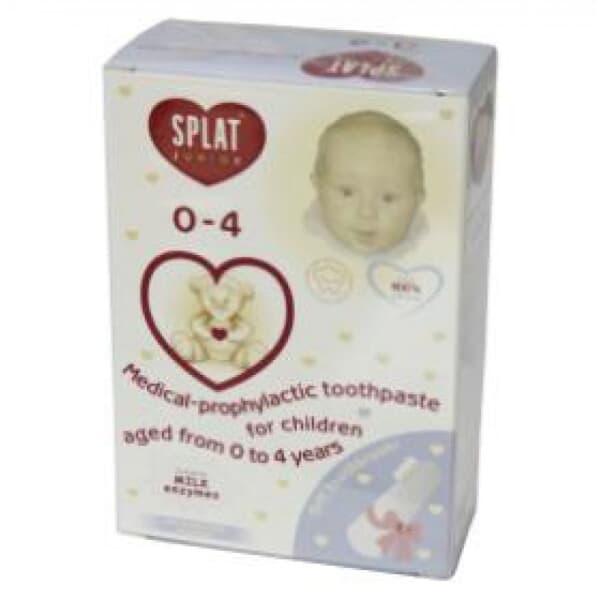 SPLAT
SPLAT
JUNIOR
0-4
100%
Medical-prophylactic toothpaste
for children
aged from 0 to 4 years
MILK
enzymes